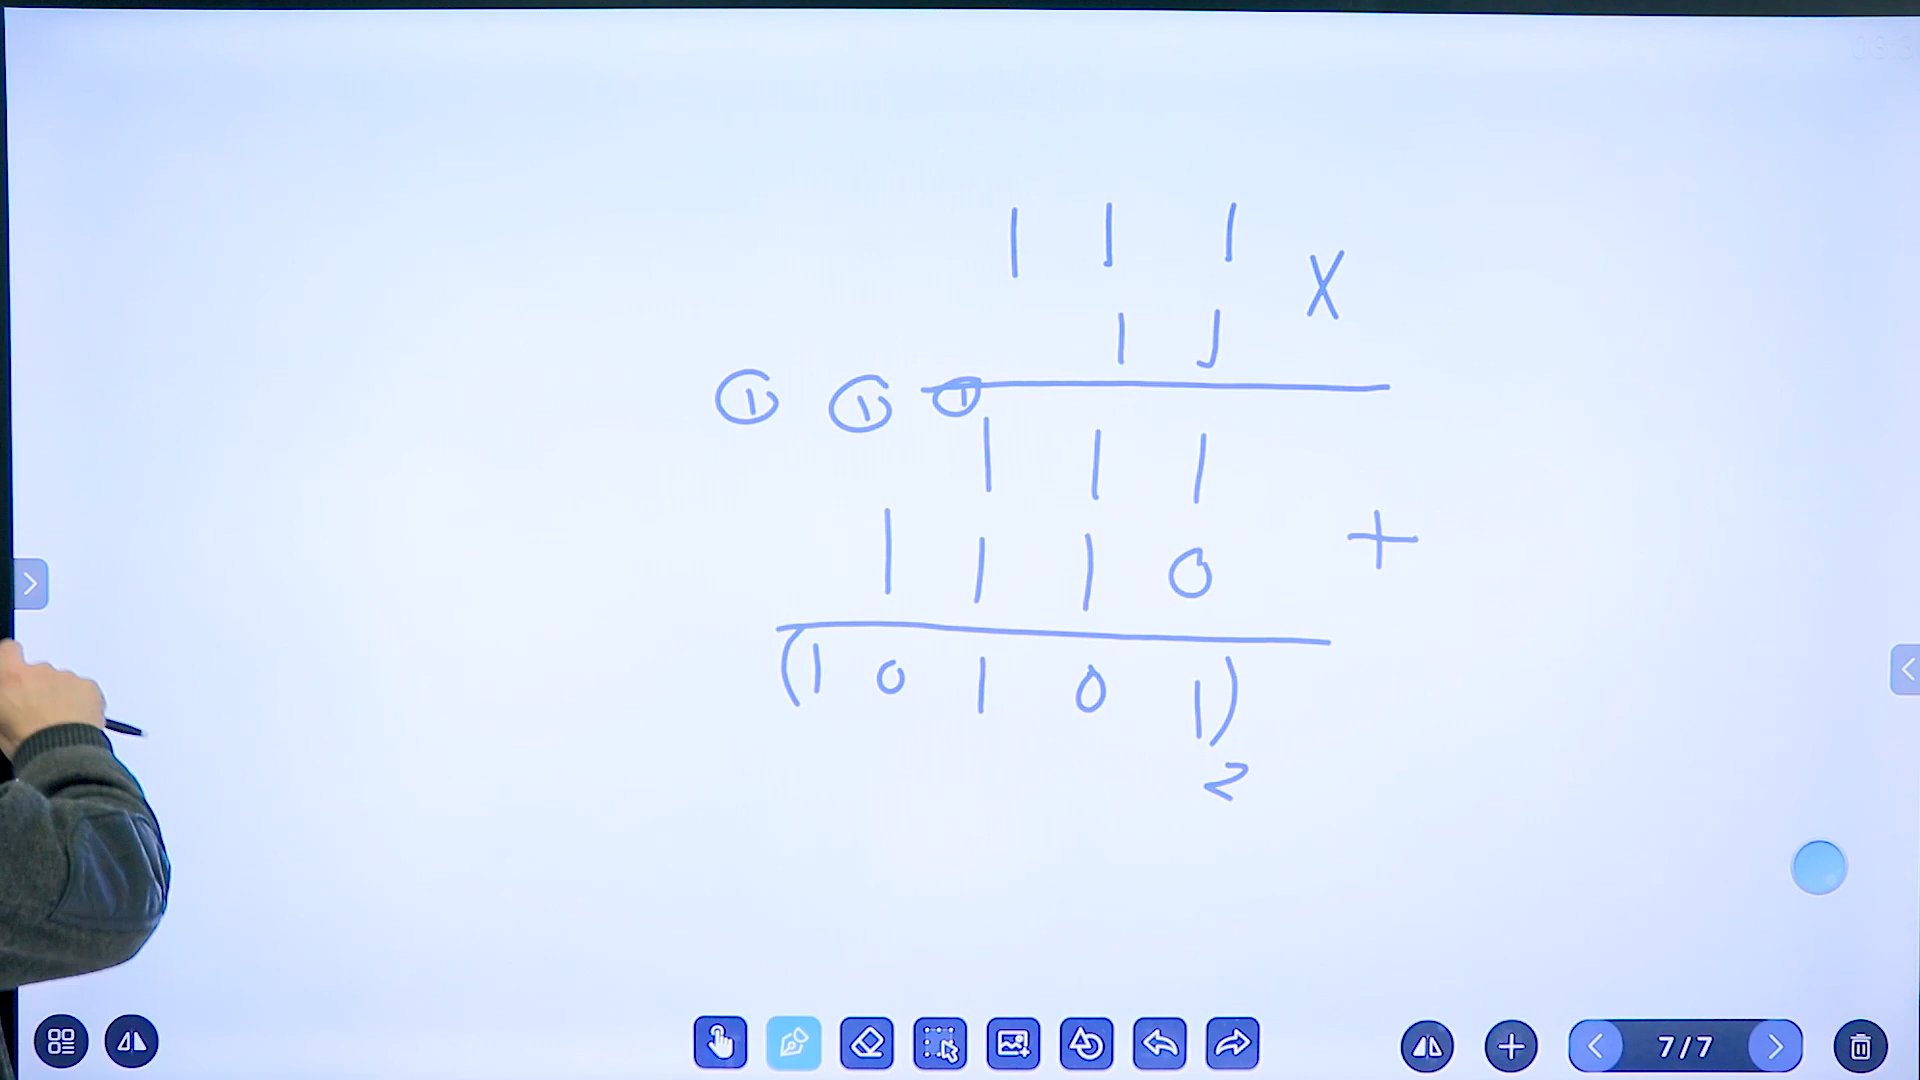 1 1 1 X
1 1
① ① ①
1 1 1
1 1 1 0 +
(1 0 1 0 1)2
7/7